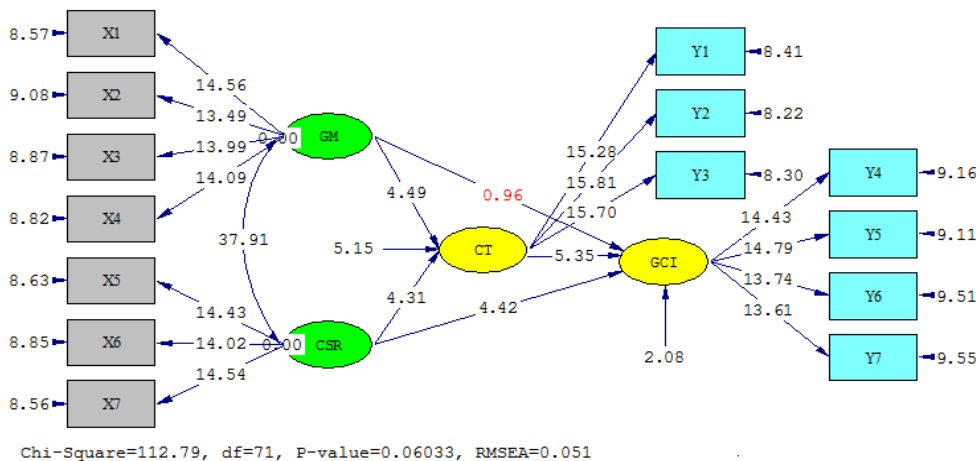 8.57 X1
9.08 X2
8.87 X3
8.82 X4
8.63 X5
8.85 X6
8.56 X7
14.56
13.49
13.99
14.09
0.00
GM
37.91
14.43
14.02
14.54
0.00
CSR
4.49
0.96
5.15
CT
4.31
5.35
4.42
GCI
2.08
15.28
15.81
15.70
Y1 8.41
Y2 8.22
Y3 8.30
14.43
14.79
13.74
13.61
Y4 9.16
Y5 9.11
Y6 9.51
Y7 9.55
Chi-Square=112.79, df=71, P-value=0.06033, RMSEA=0.051